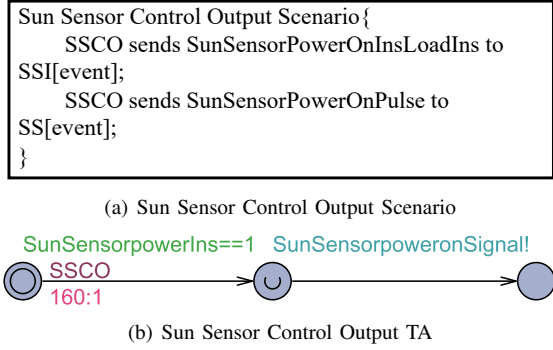 Sun Sensor Control Output Scenario{
SSCO sends SunSensorPowerOnInsLoadIns to
SSI[event];
SSCO sends SunSensorPowerOnPulse to
SS[event];
}
(a) Sun Sensor Control Output Scenario
SunSensorpowerIns==1 SunSensorpoweronSignal!
SSCO
160:1
(b) Sun Sensor Control Output TA